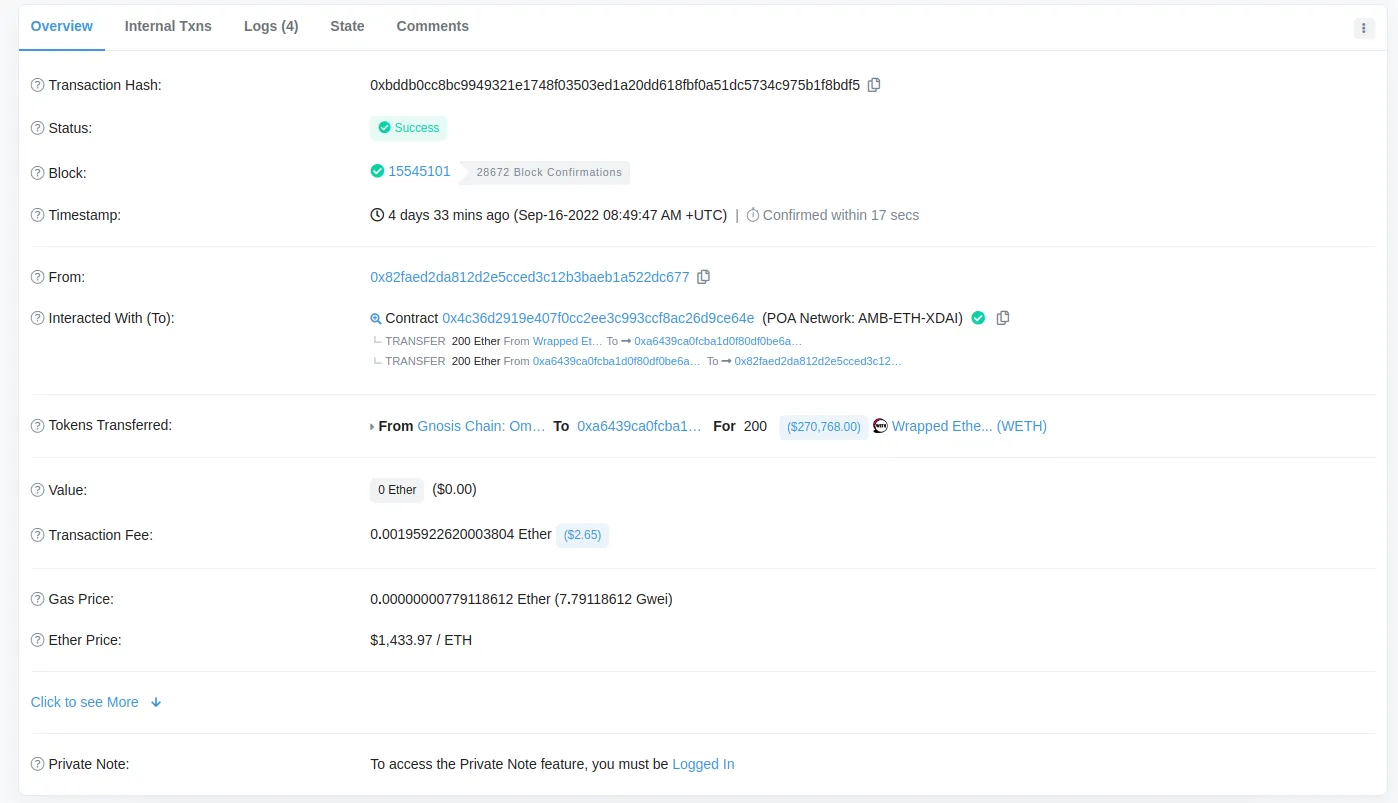 Overview Internal Txns Logs (4) State Comments
Transaction Hash: 0xbddb0cc8bc9949321e1748f03503ed1a20dd618fbf0a51dc5734c975b1f8bdf5
Status: Success
Block: 15545101 28672 Block Confirmations
Timestamp: 4 days 33 mins ago (Sep-16-2022 08:49:47 AM +UTC) | Confirmed within 17 secs
From: 0x82faed2da812d2e5cced3c12b3baeb1a522dc677
Interacted With (To): Contract 0x4c36d2919e407f0cc2ee3c993ccf8ac26d9ce64e (POA Network: AMB-ETH-XDAI)
TRANSFER 200 Ether From Wrapped Et... To → 0xa6439ca0fcba1d0f80df0be6a...
TRANSFER 200 Ether From 0xa6439ca0fcba1d0f80df0be6a... To → 0x82faed2da812d2e5cced3c12...
Tokens Transferred: From Gnosis Chain: Om... To 0xa6439ca0fcba1... For 200 ($270,768.00) Wrapped Ethe... (WETH)
Value: 0 Ether ($0.00)
Transaction Fee: 0.00195922620003804 Ether ($2.65)
Gas Price: 0.00000000779118612 Ether (7.79118612 Gwei)
Ether Price: $1,433.97 / ETH
Click to see More ↓
Private Note: To access the Private Note feature, you must be Logged In